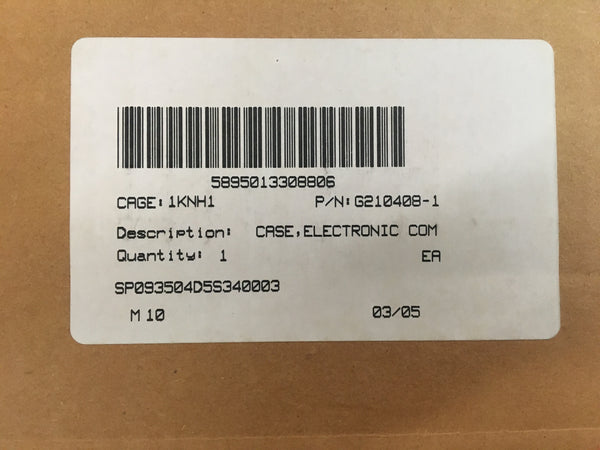 5895013308806
CAGE: 1KNH1 P/N: G210408-1
Description: CASE,ELECTRONIC COM
Quantity: 1 EA
SP093504D5S340003
M 10 03/05